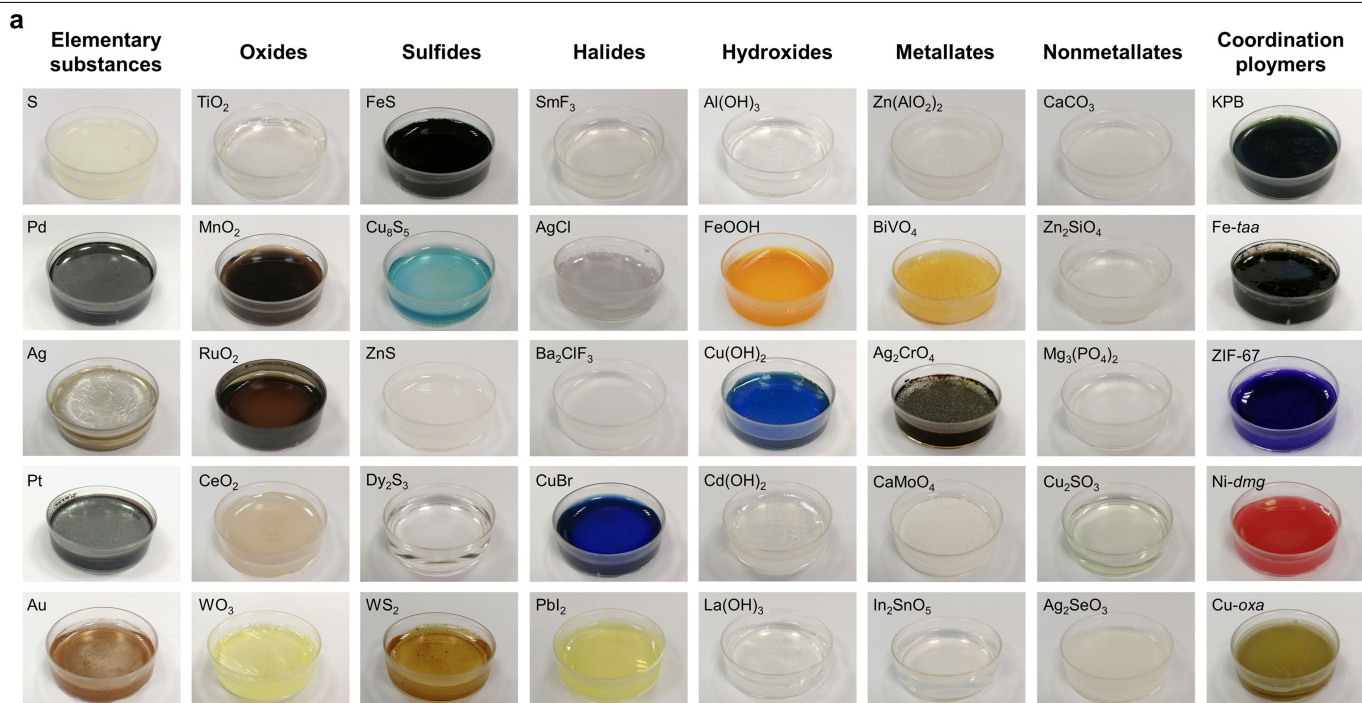 a
Elementary
substances
Oxides
Sulfides
Halides
Hydroxides
Metallates
Nonmetallates
Coordination
ploymers
S
TiO₂
FeS
SmF₃
Al(OH)₃
Zn(AlO₂)₂
CaCO₃
KPB
Pd
MnO₂
Cu₈S₅
AgCl
FeOOH
BiVO₄
Zn₂SiO₄
Fe-taa
Ag
RuO₂
ZnS
Ba₂ClF₃
Cu(OH)₂
Ag₂CrO₄
Mg₃(PO₄)₂
ZIF-67
Pt
CeO₂
Dy₂S₃
CuBr
Cd(OH)₂
CaMoO₄
Cu₂SO₃
Ni-dmg
Au
WO₃
WS₂
PbI₂
La(OH)₃
In₂SnO₅
Ag₂SeO₃
Cu-oxa